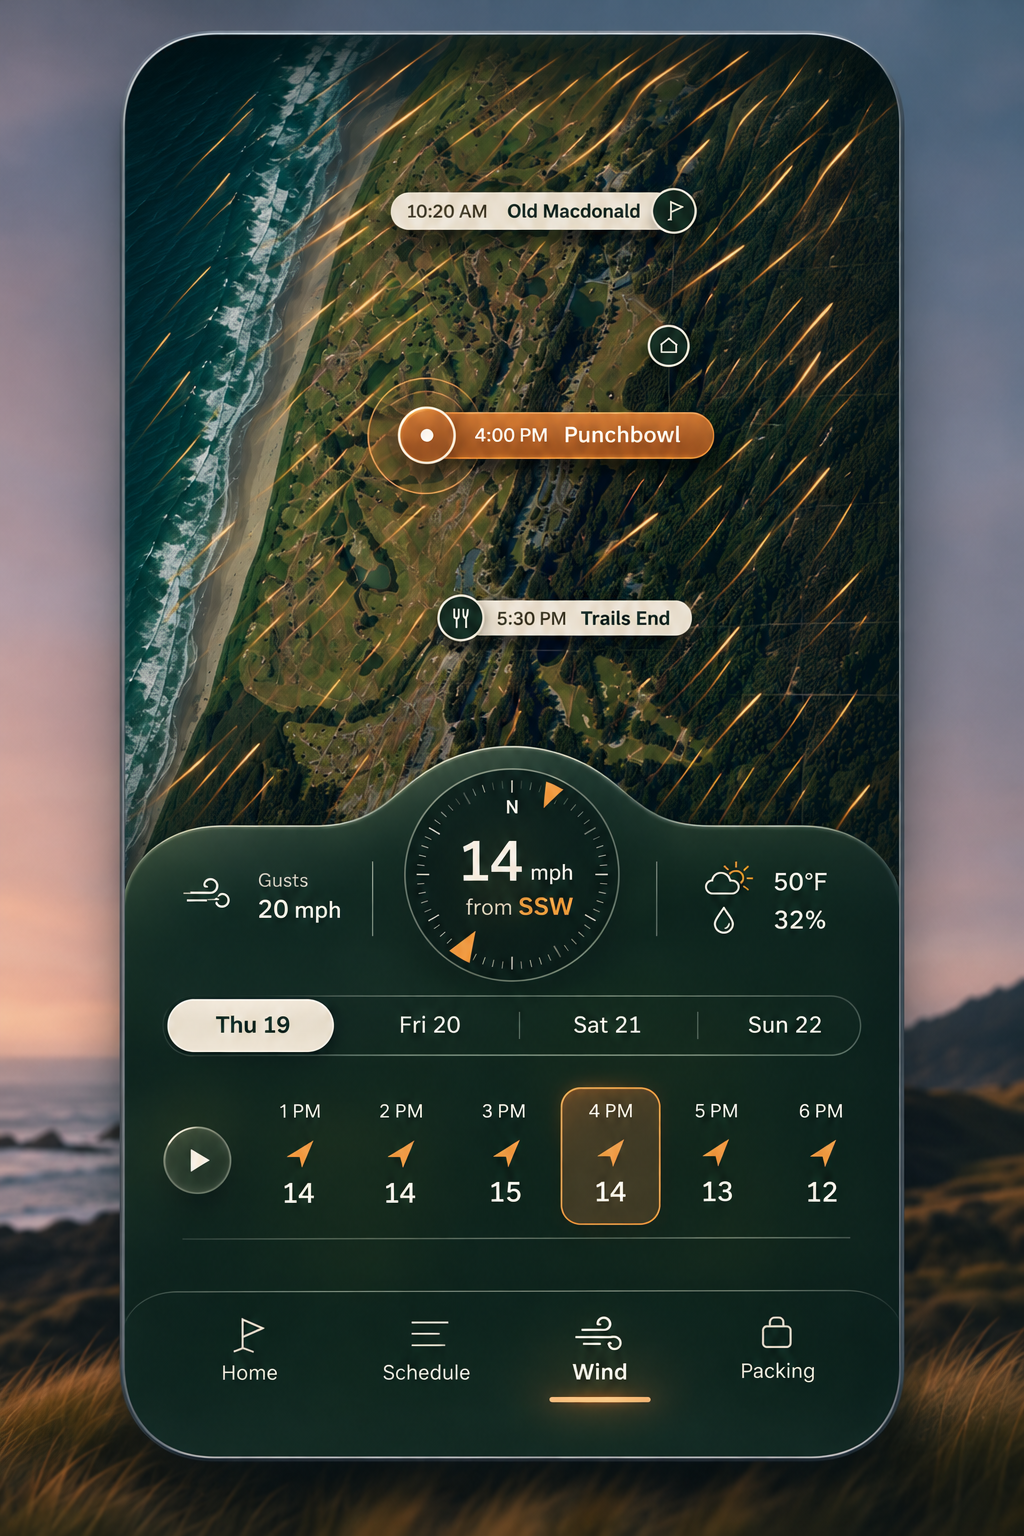 10:20 AM Old Macdonald
4:00 PM Punchbowl
5:30 PM Trails End
N
14 mph
from SSW
Gusts
20 mph
50°F
32%
Thu 19 Fri 20 Sat 21 Sun 22
1 PM 2 PM 3 PM 4 PM 5 PM 6 PM
14 14 15 14 13 12
Home Schedule Wind Packing